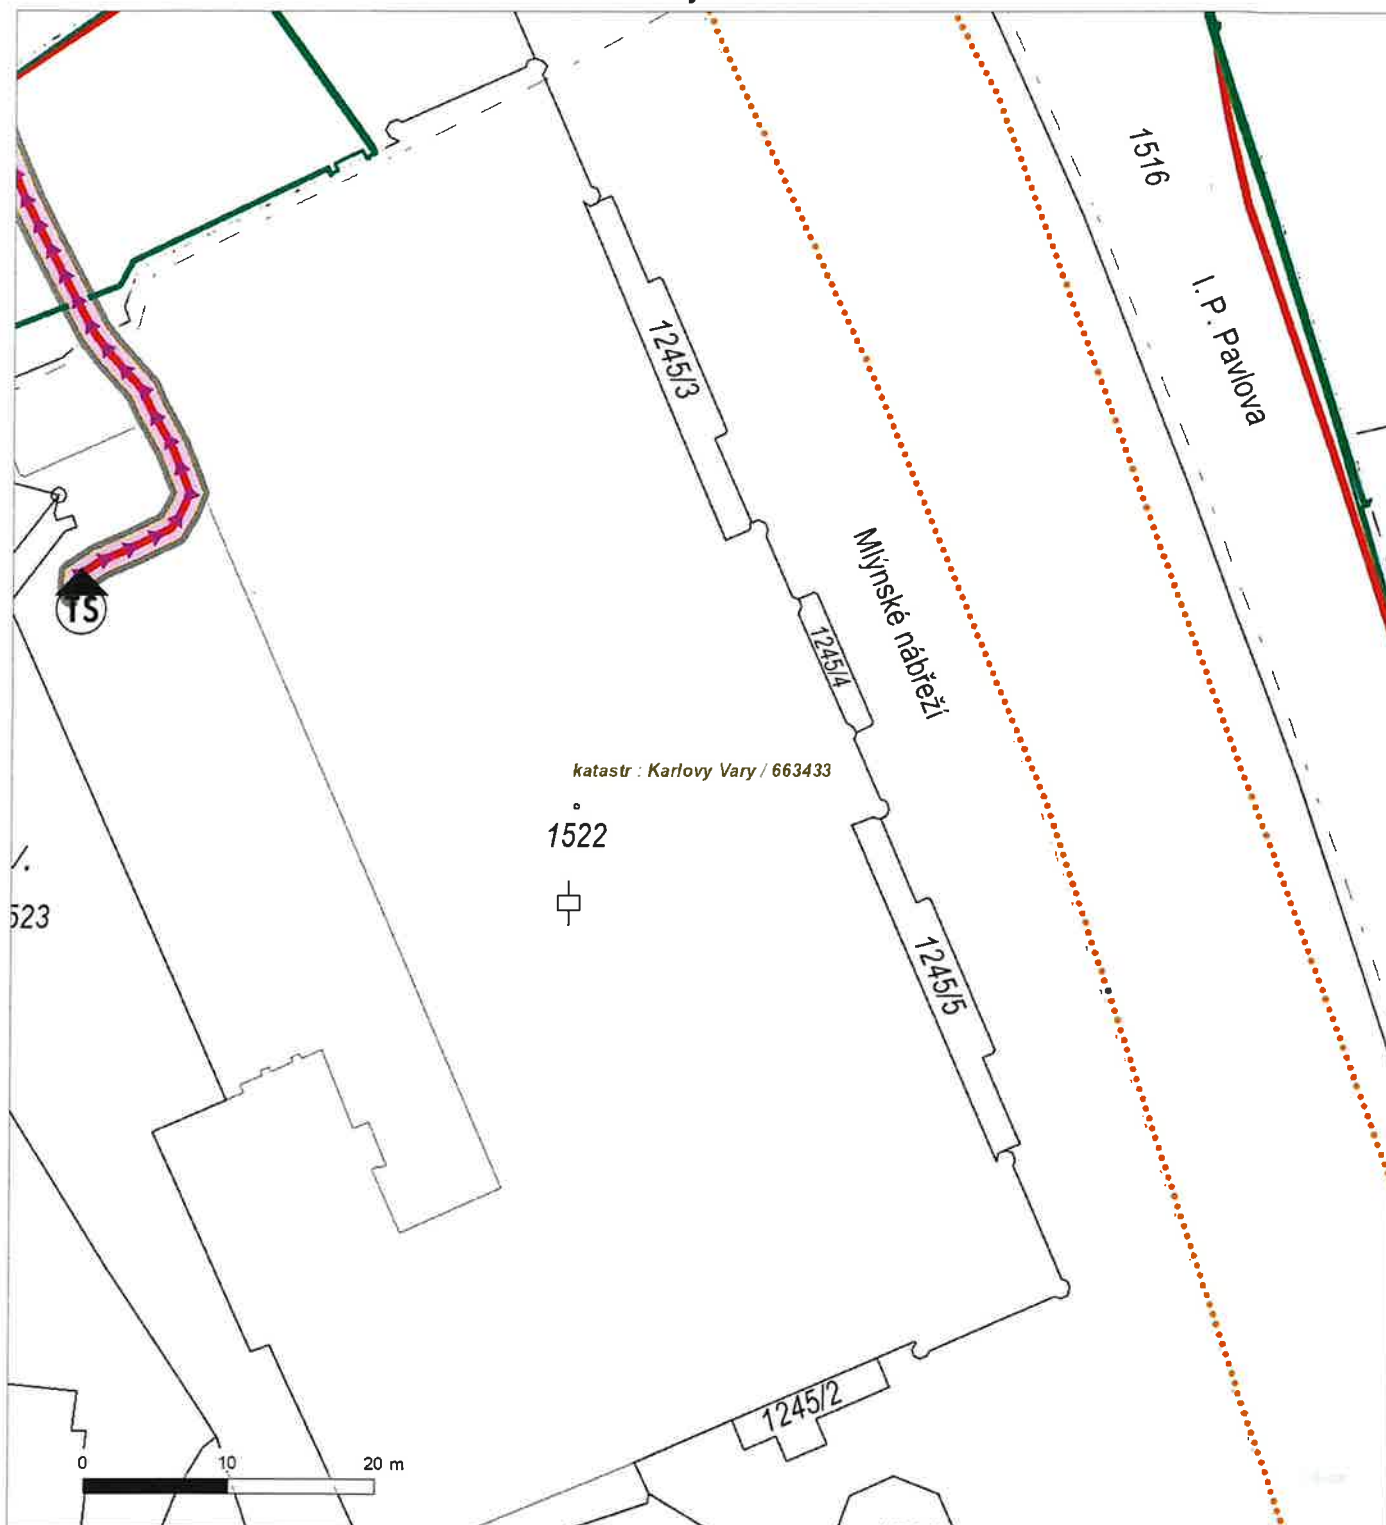 1516
I. P. Pavlova
1245/3
Mlýnské nábřeží
TS
1245/4
katastr : Karlovy Vary / 663433
1522
523
1245/5
1245/2
0 10 20 m